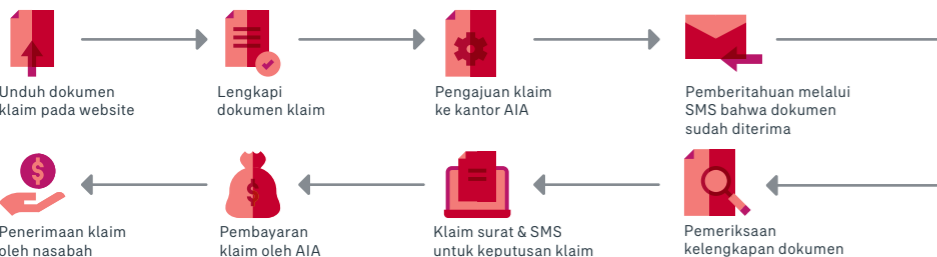 Unduh dokumen
klaim pada website
Lengkapi
dokumen klaim
Pengajuan klaim
ke kantor AIA
Pemberitahuan melalui
SMS bahwa dokumen
sudah diterima
Pemeriksaan
kelengkapan dokumen
Klaim surat & SMS
untuk keputusan klaim
Pembayaran
klaim oleh AIA
Penerimaan klaim
oleh nasabah